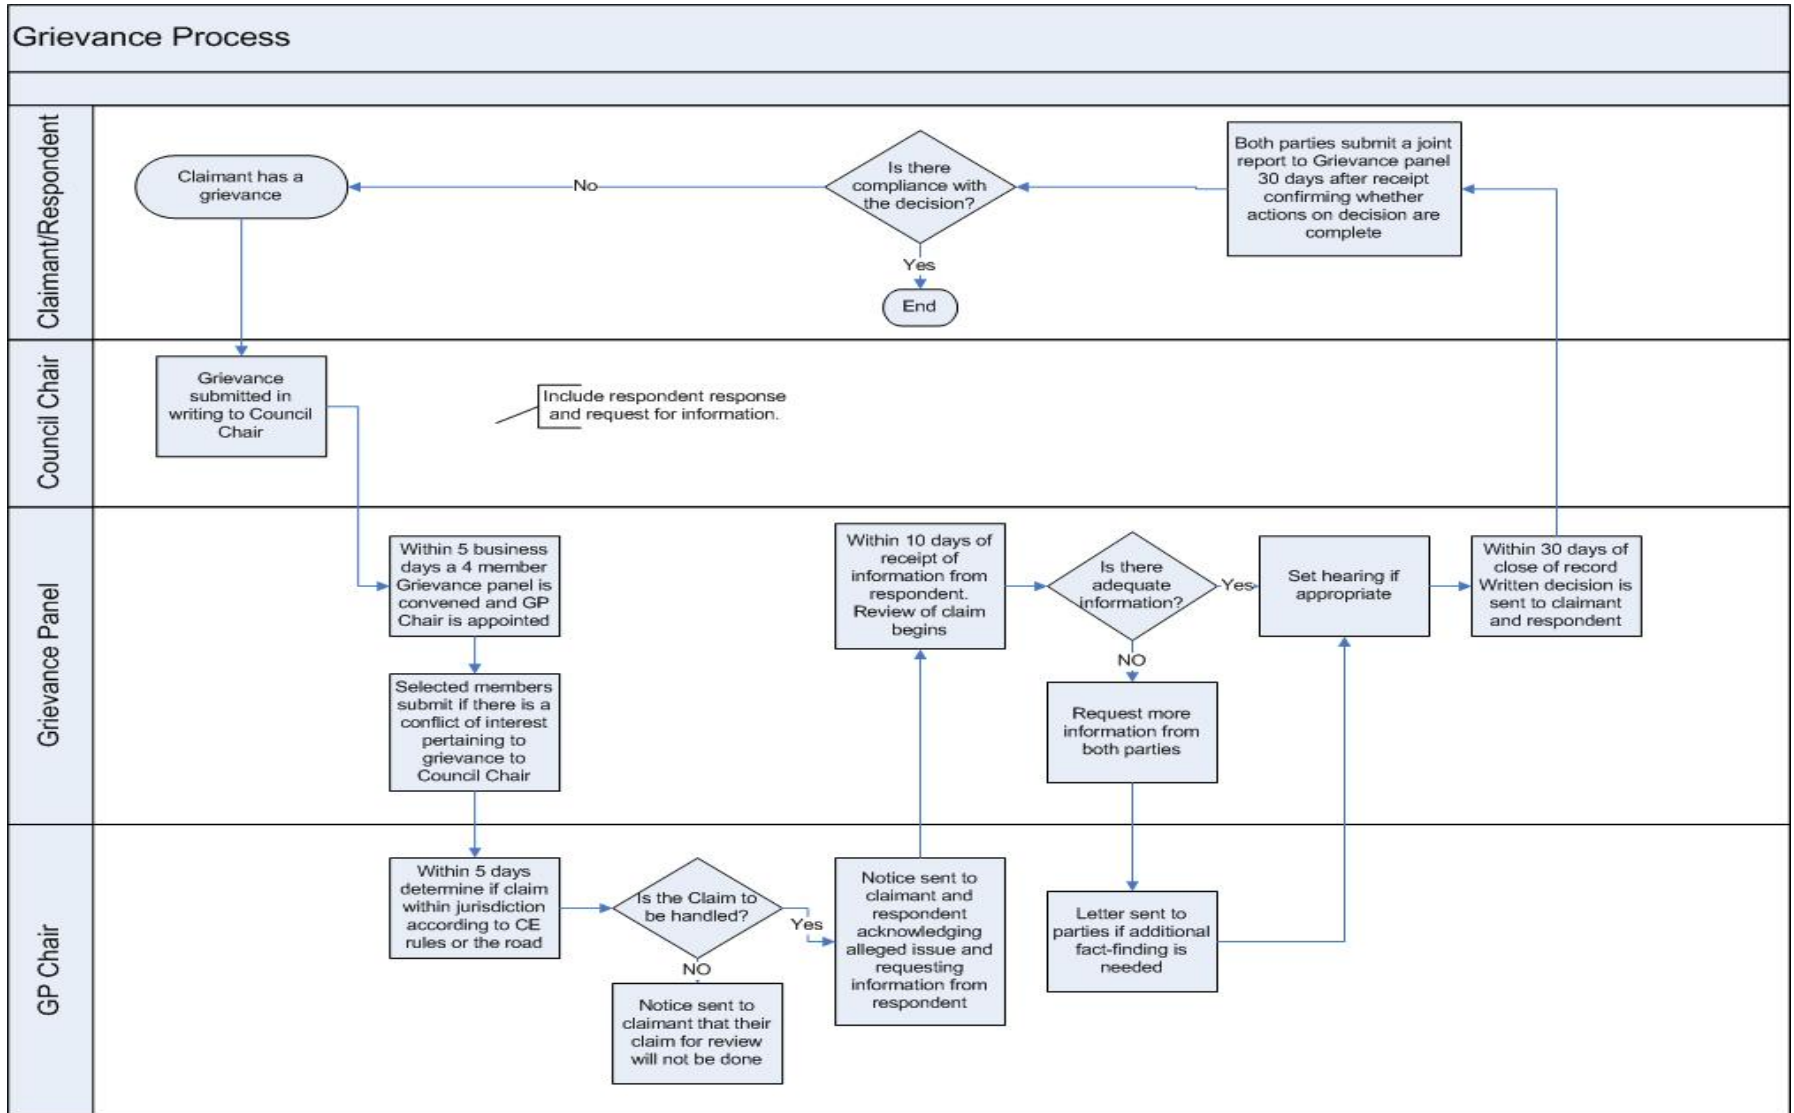 Grievance Process
Claimant/Respondent
Claimant has a
grievance
No
Is there
compliance with
the decision?
Yes
End
Both parties submit a joint
report to Grievance panel
30 days after receipt
confirming whether
actions on decision are
complete
Council Chair
Grievance
submitted in
writing to Council
Chair
Include respondent response
and request for information.
Grievance Panel
Within 5 business
days a 4 member
Grievance panel is
convened and GP
Chair is appointed
Selected members
submit if there is a
conflict of interest
pertaining to
grievance to
Council Chair
Within 10 days of
receipt of
information from
respondent.
Review of claim
begins
Is there
adequate
information?
Yes
NO
Request more
information from
both parties
Set hearing if
appropriate
Within 30 days of
close of record
Written decision is
sent to claimant
and respondent
GP Chair
Within 5 days
determine if claim
within jurisdiction
according to CE
rules or the road
Is the Claim to
be handled?
Yes
NO
Notice sent to
claimant that their
claim for review
will not be done
Notice sent to
claimant and
respondent
acknowledging
alleged issue and
requesting
information from
respondent
Letter sent to
parties if additional
fact-finding is
needed